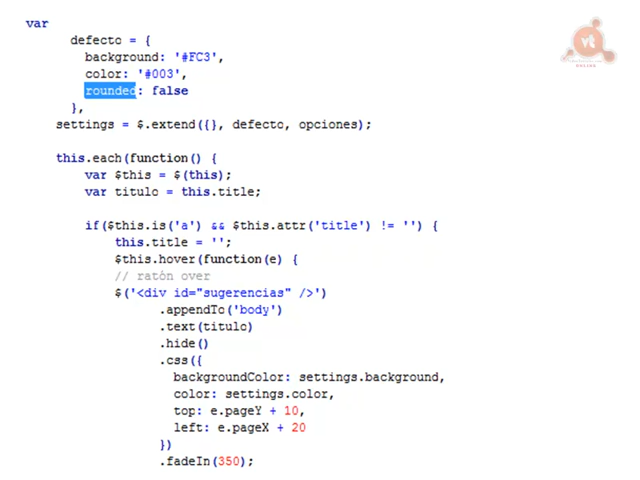 var
defecto = {
background: '#FC3',
color: '#003',
rounded: false
},
settings = $.extend({}, defecto, opciones);
this.each(function() {
var $this = $(this);
var titulo = this.title;
if($this.is('a') && $this.attr('title') != '') {
this.title = '';
$this.hover(function(e) {
// ratón over
$('<div id="sugerencias" />')
.appendTo('body')
.text(titulo)
.hide()
.css({
backgroundColor: settings.background,
color: settings.color,
top: e.pageY + 10,
left: e.pageX + 20
})
.fadeIn(350);
vt